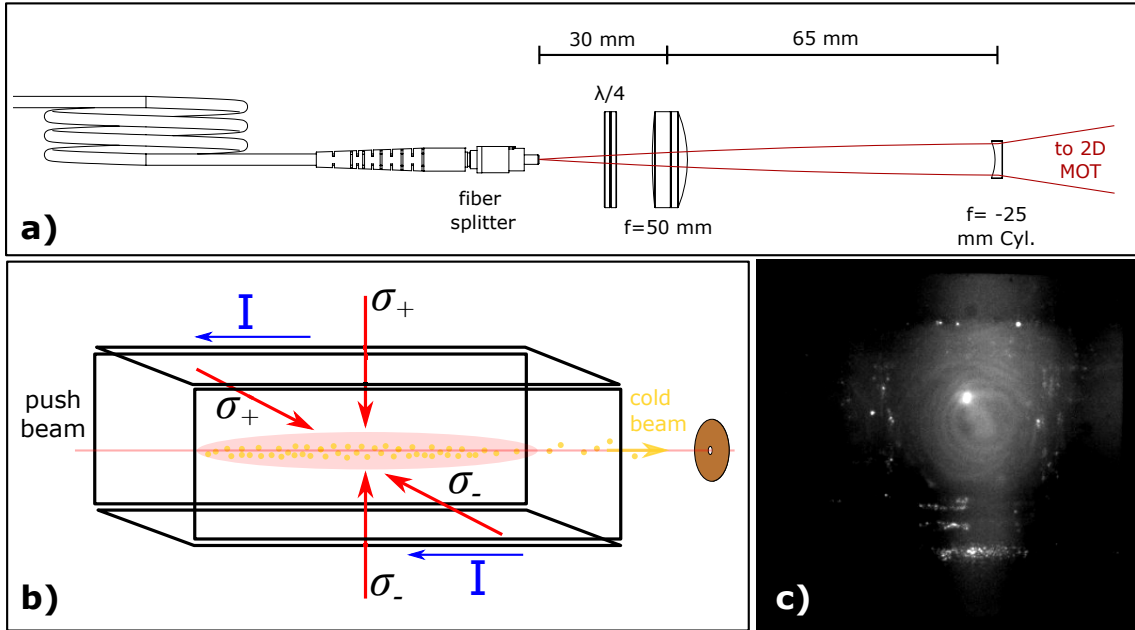 30 mm
65 mm
λ/4
fiber
splitter
f=50 mm
to 2D
MOT
f= -25
mm Cyl.
a)
I
σ+
push
beam
σ+
cold
beam
σ-
I
σ-
b)
c)